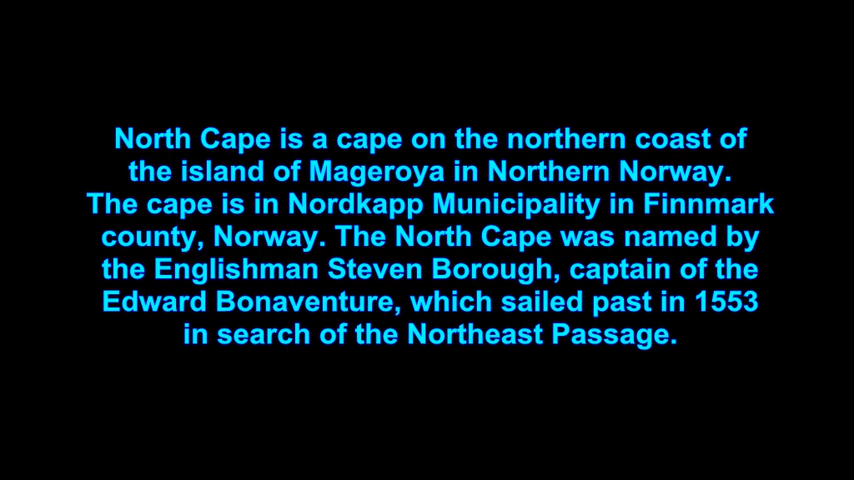 North Cape is a cape on the northern coast of
the island of Mageroya in Northern Norway.
The cape is in Nordkapp Municipality in Finnmark
county, Norway. The North Cape was named by
the Englishman Steven Borough, captain of the
Edward Bonaventure, which sailed past in 1553
in search of the Northeast Passage.